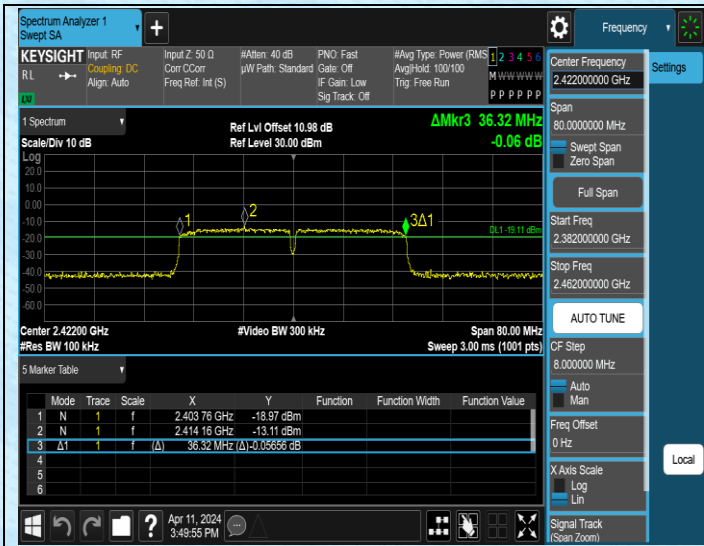 Spectrum Analyzer 1
Swept SA
Frequency
KEYSIGHT
RL
LXI
Input: RF
Coupling: DC
Align: Auto
Input Z: 50 Ω
Corr CCorr
Freq Ref: Int (S)
#Atten: 40 dB
µW Path: Standard
PNO: Fast
Gate: Off
IF Gain: Low
Sig Track: Off
#Avg Type: Power (RMS
Avg|Hold: 100/100
Trig: Free Run
1 2 3 4 5 6
M W W W W W
P P P P P P
1 Spectrum
Scale/Div 10 dB
Ref Lvl Offset 10.98 dB
Ref Level 30.00 dBm
ΔMkr3 36.32 MHz
-0.06 dB
Log
20.0
10.0
0.00
-10.0
-20.0
-30.0
-40.0
-50.0
-60.0
1
2
3Δ1
DL1 -19.11 dBm
Center 2.42200 GHz
#Res BW 100 kHz
#Video BW 300 kHz
Span 80.00 MHz
Sweep 3.00 ms (1001 pts)
5 Marker Table
Mode Trace Scale X Y Function Function Width Function Value
1 N 1 f 2.403 76 GHz -18.97 dBm
2 N 1 f 2.414 16 GHz -13.11 dBm
3 Δ1 1 f (Δ) 36.32 MHz (Δ) -0.05656 dB
4
5
6
Apr 11, 2024
3:49:55 PM
?
Center Frequency
2.422000000 GHz
Span
80.0000000 MHz
Swept Span
Zero Span
Full Span
Start Freq
2.382000000 GHz
Stop Freq
2.462000000 GHz
AUTO TUNE
CF Step
8.000000 MHz
Auto
Man
Freq Offset
0 Hz
X Axis Scale
Log
Lin
Signal Track
(Span Zoom)
Settings
Local